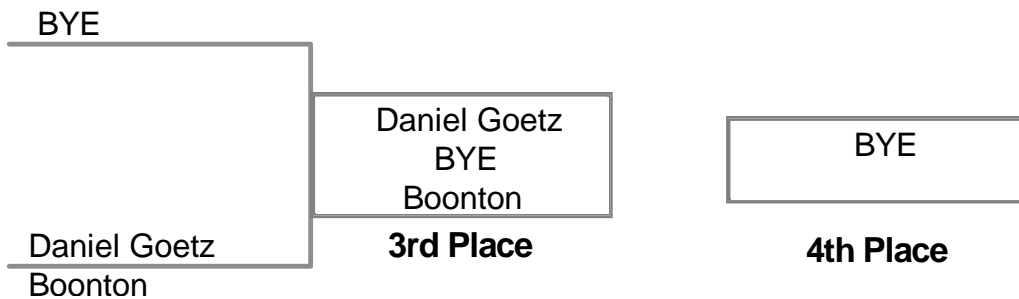 BYE
Daniel Goetz
BYE
Boonton
3rd Place
BYE
4th Place
Daniel Goetz
Boonton